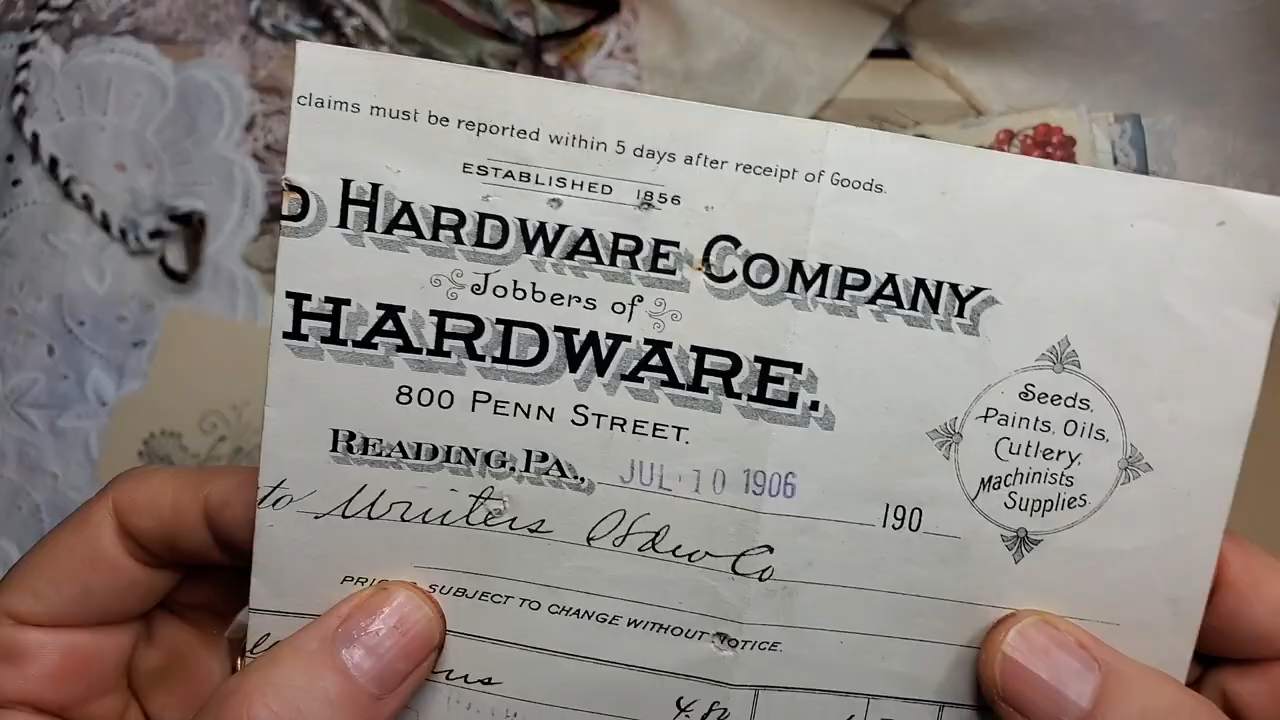 claims must be reported within 5 days after receipt of Goods.
ESTABLISHED 1856
D HARDWARE COMPANY
Jobbers of
HARDWARE.
800 PENN STREET.
READING, PA., JUL 10 1906 190
Seeds,
Paints, Oils,
Cutlery,
Machinists
Supplies.
to Writers Hdw Co
SUBJECT TO CHANGE WITHOUT NOTICE.